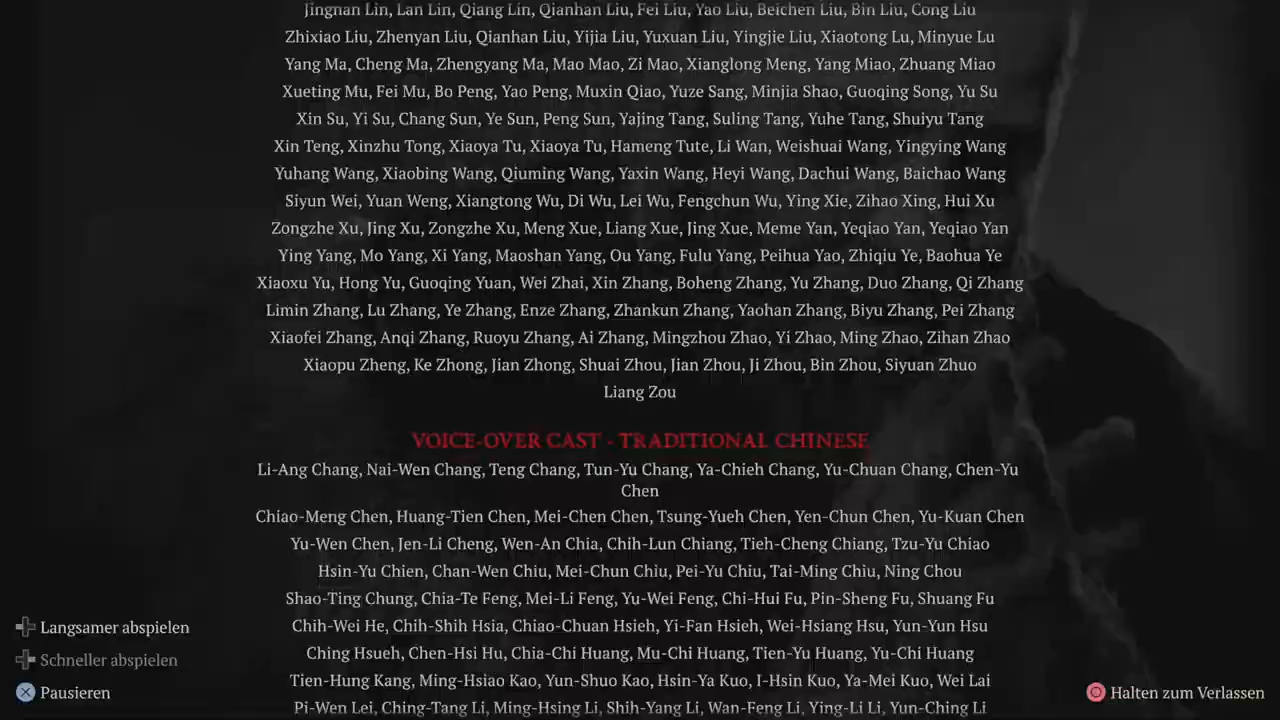 Jingnan Lin, Lan Lin, Qiang Lin, Qianhan Liu, Fei Liu, Yao Liu, Beichen Liu, Bin Liu, Cong Liu
Zhixiao Liu, Zhenyan Liu, Qianhan Liu, Yijia Liu, Yuxuan Liu, Yingjie Liu, Xiaotong Lu, Minyue Lu
Yang Ma, Cheng Ma, Zhengyang Ma, Mao Mao, Zi Mao, Xianglong Meng, Yang Miao, Zhuang Miao
Xueting Mu, Fei Mu, Bo Peng, Yao Peng, Muxin Qiao, Yuze Sang, Minjia Shao, Guoqing Song, Yu Su
Xin Su, Yi Su, Chang Sun, Ye Sun, Peng Sun, Yajing Tang, Suling Tang, Yuhe Tang, Shuiyu Tang
Xin Teng, Xinzhu Tong, Xiaoya Tu, Xiaoya Tu, Hameng Tute, Li Wan, Weishuai Wang, Yingying Wang
Yuhang Wang, Xiaobing Wang, Qiuming Wang, Yaxin Wang, Heyi Wang, Dachui Wang, Baichao Wang
Siyun Wei, Yuan Weng, Xiangtong Wu, Di Wu, Lei Wu, Fengchun Wu, Ying Xie, Zihao Xing, Hui Xu
Zongzhe Xu, Jing Xu, Zongzhe Xu, Meng Xue, Liang Xue, Jing Xue, Meme Yan, Yeqiao Yan, Yeqiao Yan
Ying Yang, Mo Yang, Xi Yang, Maoshan Yang, Ou Yang, Fulu Yang, Peihua Yao, Zhiqiu Ye, Baohua Ye
Xiaoxu Yu, Hong Yu, Guoqing Yuan, Wei Zhai, Xin Zhang, Boheng Zhang, Yu Zhang, Duo Zhang, Qi Zhang
Limin Zhang, Lu Zhang, Ye Zhang, Enze Zhang, Zhankun Zhang, Yaohan Zhang, Biyu Zhang, Pei Zhang
Xiaofei Zhang, Anqi Zhang, Ruoyu Zhang, Ai Zhang, Mingzhou Zhao, Yi Zhao, Ming Zhao, Zihan Zhao
Xiaopu Zheng, Ke Zhong, Jian Zhong, Shuai Zhou, Jian Zhou, Ji Zhou, Bin Zhou, Siyuan Zhuo
Liang Zou
VOICE-OVER CAST - TRADITIONAL CHINESE
Li-Ang Chang, Nai-Wen Chang, Teng Chang, Tun-Yu Chang, Ya-Chieh Chang, Yu-Chuan Chang, Chen-Yu
Chen
Chiao-Meng Chen, Huang-Tien Chen, Mei-Chen Chen, Tsung-Yueh Chen, Yen-Chun Chen, Yu-Kuan Chen
Yu-Wen Chen, Jen-Li Cheng, Wen-An Chia, Chih-Lun Chiang, Tieh-Cheng Chiang, Tzu-Yu Chiao
Hsin-Yu Chien, Chan-Wen Chiu, Mei-Chun Chiu, Pei-Yu Chiu, Tai-Ming Chiu, Ning Chou
Shao-Ting Chung, Chia-Te Feng, Mei-Li Feng, Yu-Wei Feng, Chi-Hui Fu, Pin-Sheng Fu, Shuang Fu
Chih-Wei He, Chih-Shih Hsia, Chiao-Chuan Hsieh, Yi-Fan Hsieh, Wei-Hsiang Hsu, Yun-Yun Hsu
Ching Hsueh, Chen-Hsi Hu, Chia-Chi Huang, Mu-Chi Huang, Tien-Yu Huang, Yu-Chi Huang
Tien-Hung Kang, Ming-Hsiao Kao, Yun-Shuo Kao, Hsin-Ya Kuo, I-Hsin Kuo, Ya-Mei Kuo, Wei Lai
Pi-Wen Lei, Ching-Tang Li, Ming-Hsing Li, Shih-Yang Li, Wan-Feng Li, Ying-Li Li, Yun-Ching Li
Langsamer abspielen
Schneller abspielen
Pausieren
Halten zum Verlassen